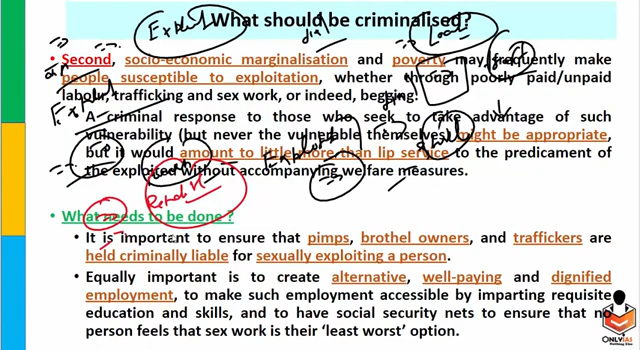 What should be criminalised?
Second, socio-economic marginalisation and poverty may frequently make
people susceptible to exploitation, whether through poorly paid/unpaid
labour, trafficking and sex work, or indeed, begging.
A criminal response to those who seek to take advantage of such
vulnerability (but never the vulnerable themselves) might be appropriate,
but it would amount to little more than lip service to the predicament of
the exploited without accompanying welfare measures.
What needs to be done ?
It is important to ensure that pimps, brothel owners, and traffickers are
held criminally liable for sexually exploiting a person.
Equally important is to create alternative, well-paying and dignified
employment, to make such employment accessible by imparting requisite
education and skills, and to have social security nets to ensure that no
person feels that sex work is their 'least worst' option.
ONLYIAS